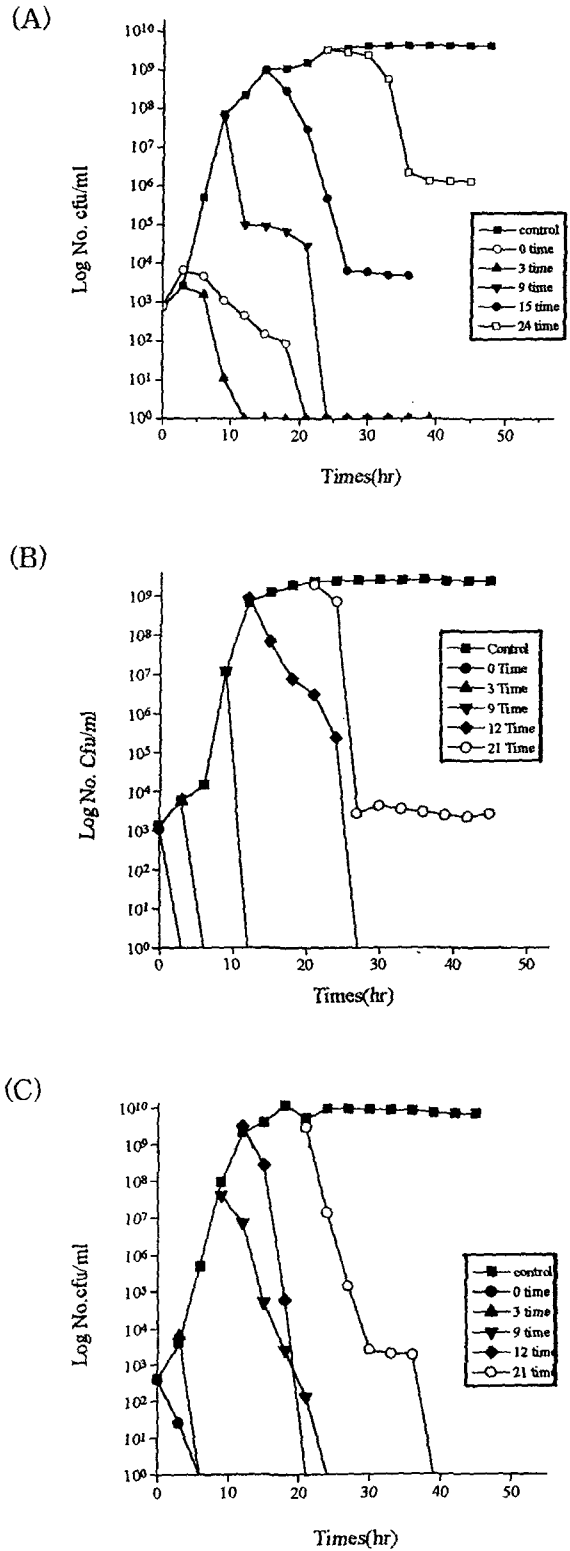 (A)
10¹⁰
10⁹
10⁸
10⁷
10⁶
10⁵
10⁴
10³
10²
10¹
10⁰
Log No. cfu/ml
control
0 time
3 time
9 time
15 time
24 time
0 10 20 30 40 50
Times(hr)
(B)
10⁹
10⁸
10⁷
10⁶
10⁵
10⁴
10³
10²
10¹
10⁰
Log No. Cfu/ml
Control
0 Time
3 Time
9 Time
12 Time
21 Time
0 10 20 30 40 50
Times(hr)
(C)
10¹⁰
10⁹
10⁸
10⁷
10⁶
10⁵
10⁴
10³
10²
10¹
10⁰
Log No.cfu/ml
control
0 time
3 time
9 time
12 time
21 time
0 10 20 30 40 50
Times(hr)